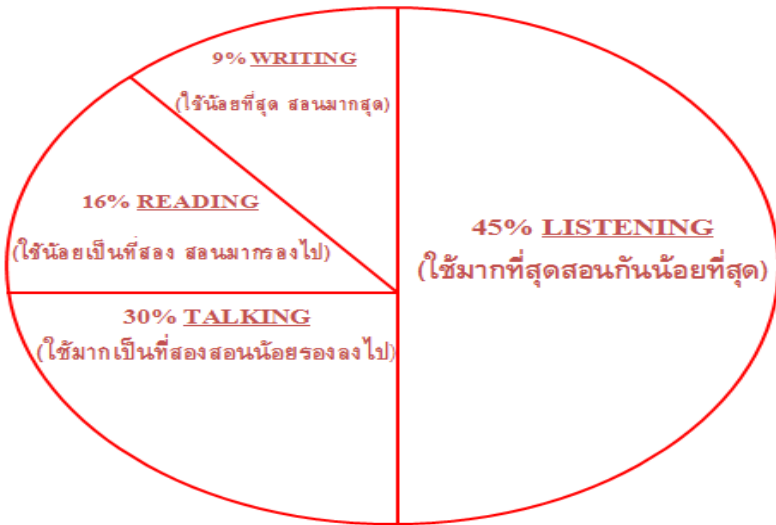 9% WRITING
(ใช้น้อยที่สุด สอนมากสุด)
16% READING
(ใช้น้อยเป็นที่สอง สอนมากรองไป)
45% LISTENING
(ใช้มากที่สุดสอนกันน้อยที่สุด)
30% TALKING
(ใช้มากเป็นที่สองสอนน้อยรองลงไป)